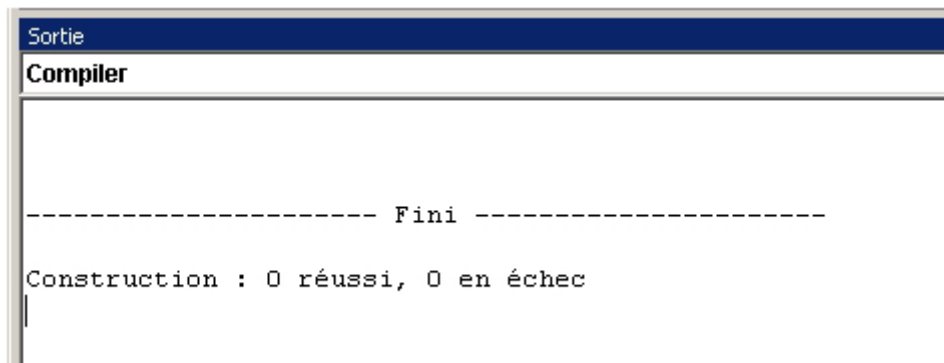 Sortie
Compiler
---------------------- Fini ----------------------
Construction : 0 réussi, 0 en échec